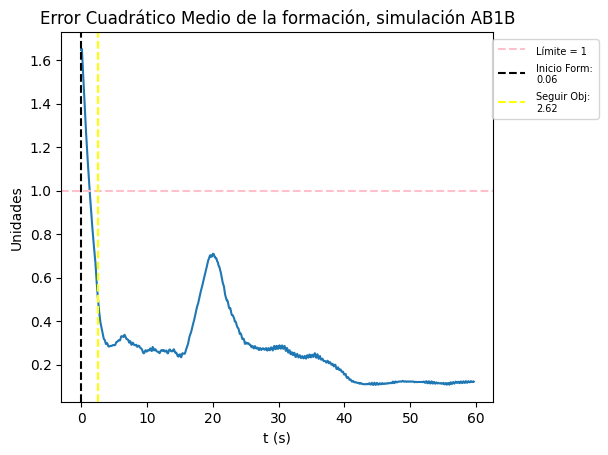 Error Cuadrático Medio de la formación, simulación AB1B
Límite = 1
Inicio Form:
0.06
Seguir Obj:
2.62
Unidades
1.6
1.4
1.2
1.0
0.8
0.6
0.4
0.2
0
10
20
30
40
50
60
t (s)